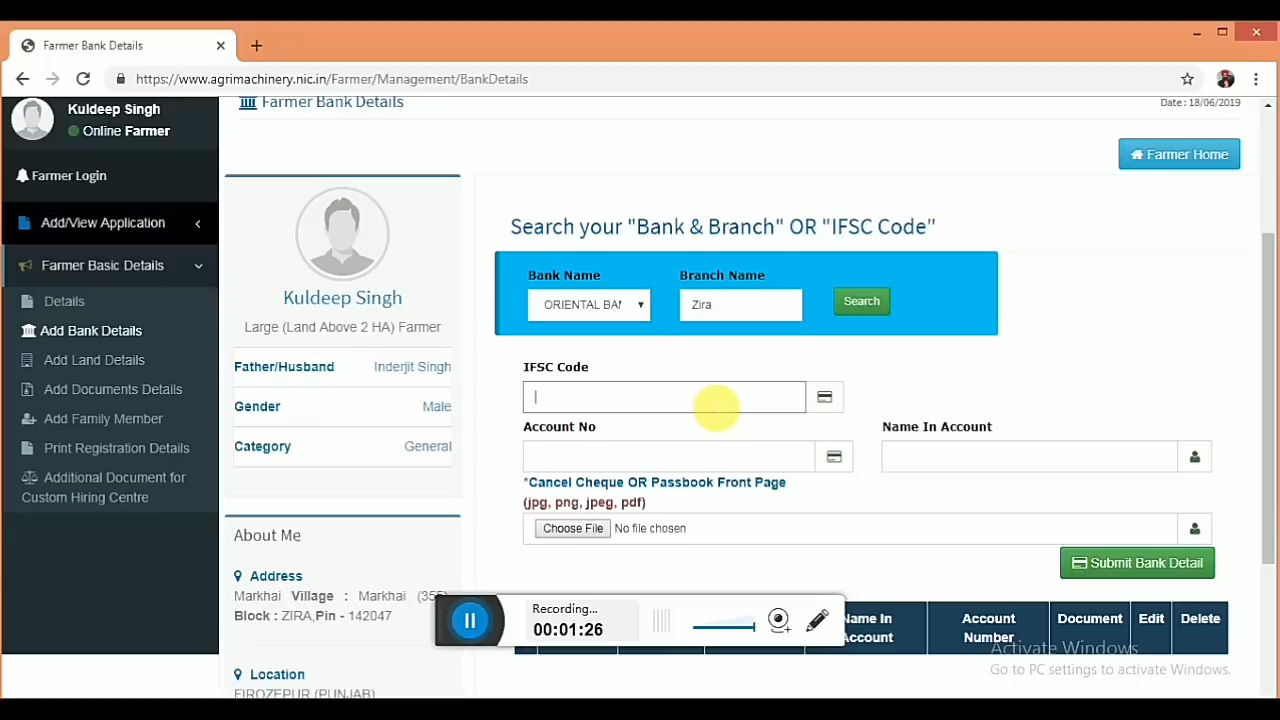 Farmer Bank Details
https://www.agrimachinery.nic.in/Farmer/Management/BankDetails
Kuldeep Singh
Online Farmer
Farmer Login
Add/View Application
Farmer Basic Details
Details
Add Bank Details
Add Land Details
Add Documents Details
Add Family Member
Print Registration Details
Additional Document for
Custom Hiring Centre
Farmer Bank Details
Date : 18/06/2019
Farmer Home
Kuldeep Singh
Large (Land Above 2 HA) Farmer
Father/Husband Inderjit Singh
Gender Male
Category General
About Me
Address
Markhai Village : Markhai (355)
Block : ZIRA,Pin - 142047
Location
FIROZEPUR (PUNJAB)
Search your "Bank & Branch" OR "IFSC Code"
Bank Name Branch Name
ORIENTAL BAN Zira Search
IFSC Code
Account No Name In Account
*Cancel Cheque OR Passbook Front Page
(jpg, png, jpeg, pdf)
Choose File No file chosen
Submit Bank Detail
Recording...
00:01:26
Name In
Account
Account
Number
Document Edit Delete
Activate Windows
Go to PC settings to activate Windows.